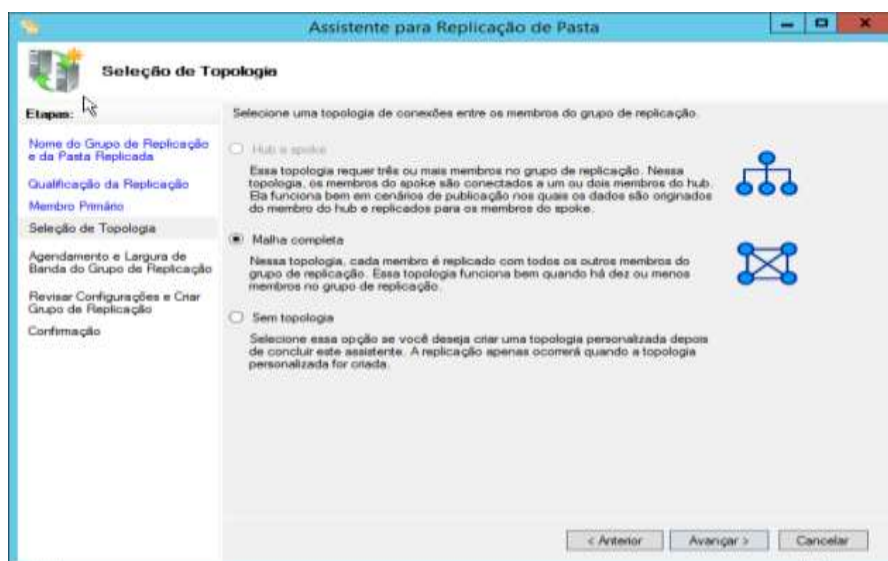 Assistente para Replicação de Pasta
Seleção de Topologia
Etapas:
Nome do Grupo de Replicação
e da Pasta Replicada
Qualificação da Replicação
Membro Primário
Seleção de Topologia
Agendamento e Largura de
Banda do Grupo de Replicação
Revisar Configurações e Criar
Grupo de Replicação
Confirmação
Selecione uma topologia de conexões entre os membros do grupo de replicação.
Hub e spoke
Essa topologia requer três ou mais membros no grupo de replicação. Nessa
topologia, os membros do spoke são conectados a um ou dois membros do hub.
Ela funciona bem em cenários de publicação nos quais os dados são originados
do membro do hub e replicados para os membros do spoke.
Malha completa
Nessa topologia, cada membro é replicado com todos os outros membros do
grupo de replicação. Essa topologia funciona bem quando há dez ou menos
membros no grupo de replicação.
Sem topologia
Selecione essa opção se você deseja criar uma topologia personalizada depois
de concluir este assistente. A replicação apenas ocorrerá quando a topologia
personalizada for criada.
< Anterior
Avançar >
Cancelar